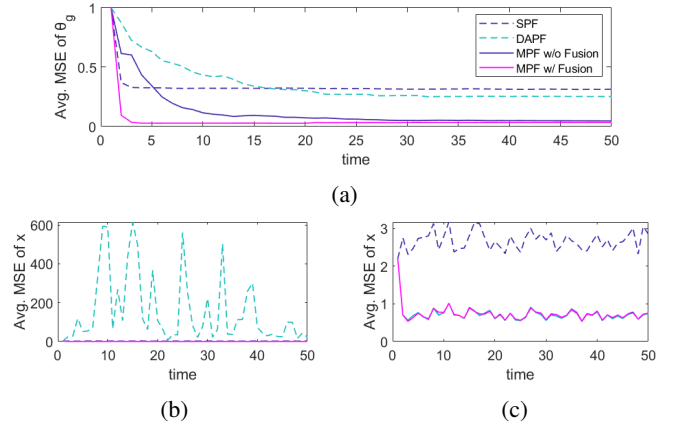 Avg. MSE of θg
1
0.5
0
0 5 10 15 20 25 30 35 40 45 50
time
SPF
DAPF
MPF w/o Fusion
MPF w/ Fusion
(a)
Avg. MSE of x
600
400
200
0
0 10 20 30 40 50
time
(b)
Avg. MSE of x
3
2
1
0
0 10 20 30 40 50
time
(c)